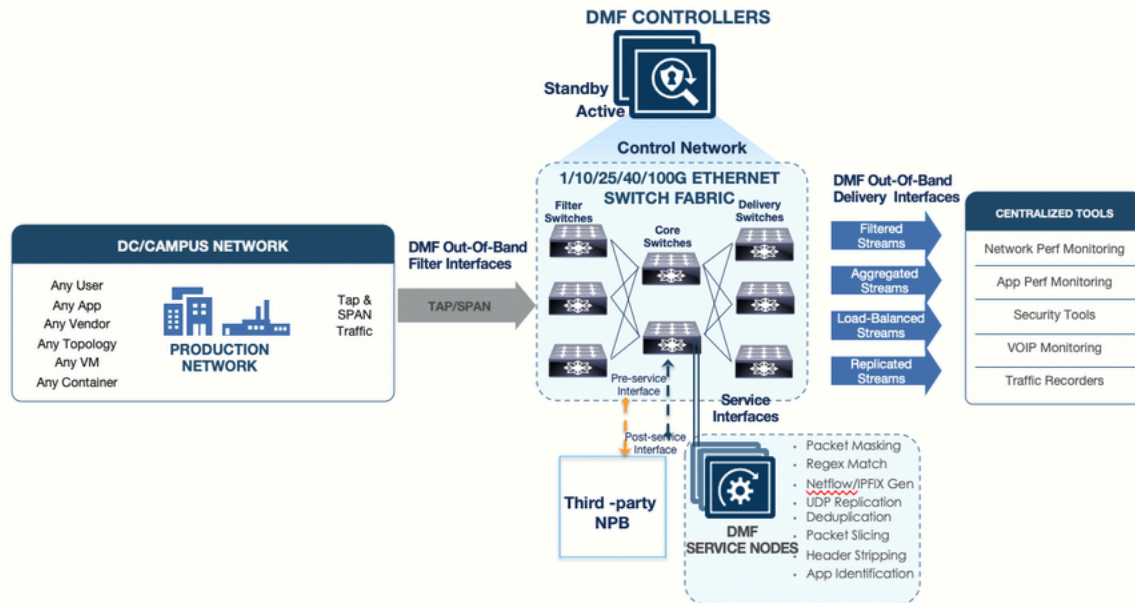 DMF CONTROLLERS
Standby
Active
Control Network
1/10/25/40/100G ETHERNET
SWITCH FABRIC
Filter
Switches
Core
Switches
Delivery
Switches
DC/CAMPUS NETWORK
Any User
Any App
Any Vendor
Any Topology
Any VM
Any Container
PRODUCTION
NETWORK
Tap &
SPAN
Traffic
DMF Out-Of-Band
Filter Interfaces
TAP/SPAN
DMF Out-Of-Band
Delivery Interfaces
Filtered
Streams
Aggregated
Streams
Load-Balanced
Streams
Replicated
Streams
CENTRALIZED TOOLS
Network Perf Monitoring
App Perf Monitoring
Security Tools
VOIP Monitoring
Traffic Recorders
Pre-service
Interface
Post-service
Interface
Service
Interfaces
Third -party
NPB
DMF
SERVICE NODES
• Packet Masking
• Regex Match
• Netflow/IPFIX Gen
• UDP Replication
• Deduplication
• Packet Slicing
• Header Stripping
• App Identification